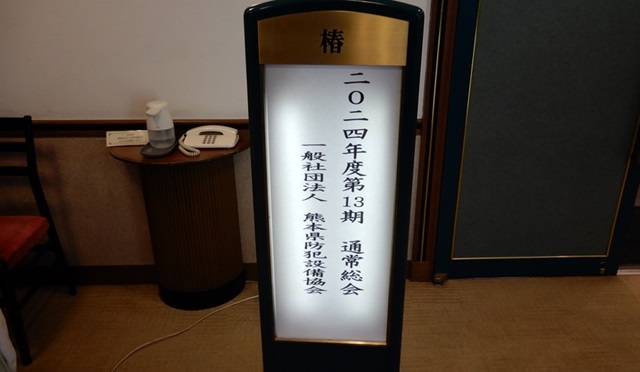 椿
二〇二四年度第13期　通常総会
一般社団法人　熊本県防犯設備協会